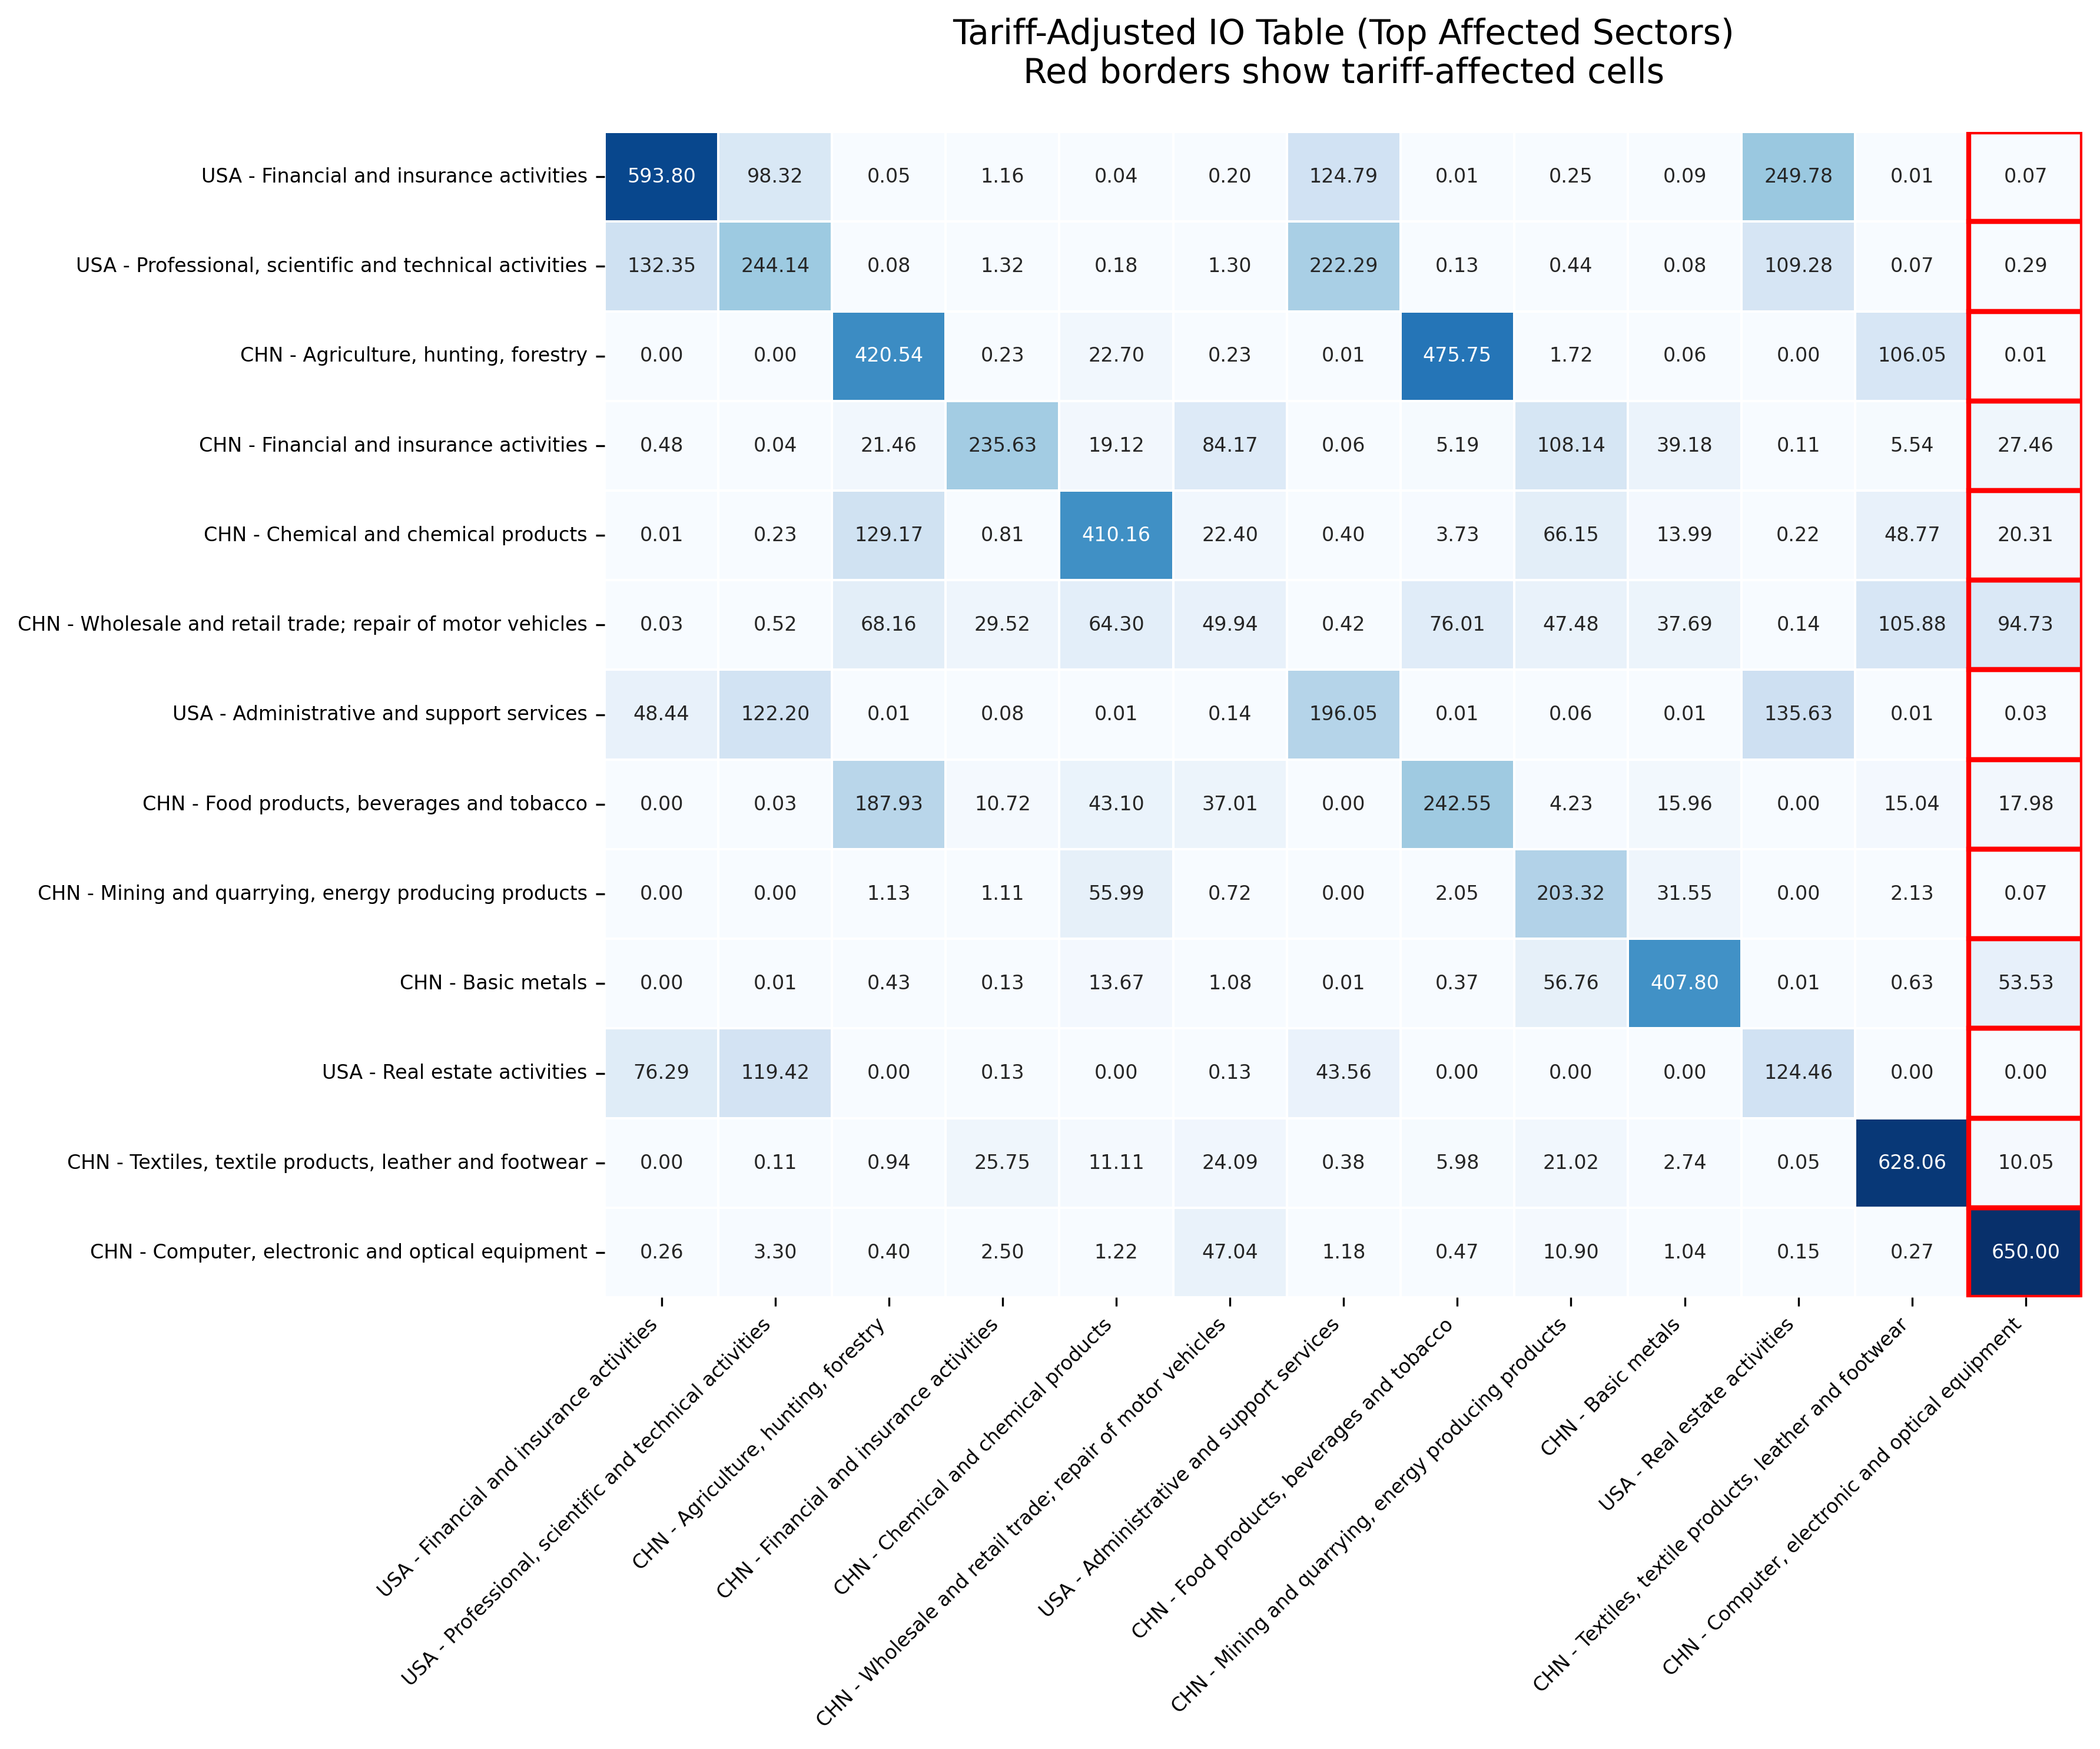 Tariff-Adjusted IO Table (Top Affected Sectors)
Red borders show tariff-affected cells
USA - Financial and insurance activities 593.80 98.32 0.05 1.16 0.04 0.20 124.79 0.01 0.25 0.09 249.78 0.01 0.07
USA - Professional, scientific and technical activities 132.35 244.14 0.08 1.32 0.18 1.30 222.29 0.13 0.44 0.08 109.28 0.07 0.29
CHN - Agriculture, hunting, forestry 0.00 0.00 420.54 0.23 22.70 0.23 0.01 475.75 1.72 0.06 0.00 106.05 0.01
CHN - Financial and insurance activities 0.48 0.04 21.46 235.63 19.12 84.17 0.06 5.19 108.14 39.18 0.11 5.54 27.46
CHN - Chemical and chemical products 0.01 0.23 129.17 0.81 410.16 22.40 0.40 3.73 66.15 13.99 0.22 48.77 20.31
CHN - Wholesale and retail trade; repair of motor vehicles 0.03 0.52 68.16 29.52 64.30 49.94 0.42 76.01 47.48 37.69 0.14 105.88 94.73
USA - Administrative and support services 48.44 122.20 0.01 0.08 0.01 0.14 196.05 0.01 0.06 0.01 135.63 0.01 0.03
CHN - Food products, beverages and tobacco 0.00 0.03 187.93 10.72 43.10 37.01 0.00 242.55 4.23 15.96 0.00 15.04 17.98
CHN - Mining and quarrying, energy producing products 0.00 0.00 1.13 1.11 55.99 0.72 0.00 2.05 203.32 31.55 0.00 2.13 0.07
CHN - Basic metals 0.00 0.01 0.43 0.13 13.67 1.08 0.01 0.37 56.76 407.80 0.01 0.63 53.53
USA - Real estate activities 76.29 119.42 0.00 0.13 0.00 0.13 43.56 0.00 0.00 0.00 124.46 0.00 0.00
CHN - Textiles, textile products, leather and footwear 0.00 0.11 0.94 25.75 11.11 24.09 0.38 5.98 21.02 2.74 0.05 628.06 10.05
CHN - Computer, electronic and optical equipment 0.26 3.30 0.40 2.50 1.22 47.04 1.18 0.47 10.90 1.04 0.15 0.27 650.00
USA - Financial and insurance activities
USA - Professional, scientific and technical activities
CHN - Agriculture, hunting, forestry
CHN - Financial and insurance activities
CHN - Chemical and chemical products
CHN - Wholesale and retail trade; repair of motor vehicles
USA - Administrative and support services
CHN - Food products, beverages and tobacco
CHN - Mining and quarrying, energy producing products
CHN - Basic metals
USA - Real estate activities
CHN - Textiles, textile products, leather and footwear
CHN - Computer, electronic and optical equipment